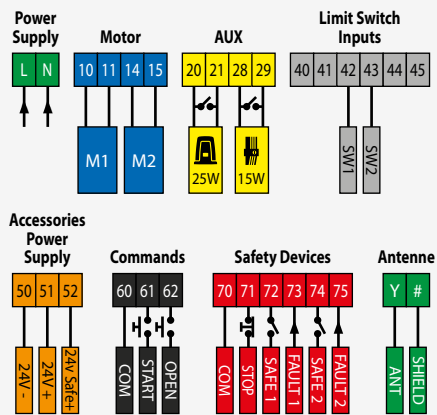 Power
Supply
Motor
AUX
Limit Switch
Inputs
L N
10 11 14 15
20 21 28 29
40 41 42 43 44 45
M1 M2
25W
15W
SW1
SW2
Accessories
Power
Supply
Commands
Safety Devices
Antenne
50 51 52
60 61 62
70 71 72 73 74 75
Y #
24V -
24V +
24v Safe+
COM
START
OPEN
COM
STOP
SAFE 1
FAULT 1
SAFE 2
FAULT 2
ANT
SHIELD